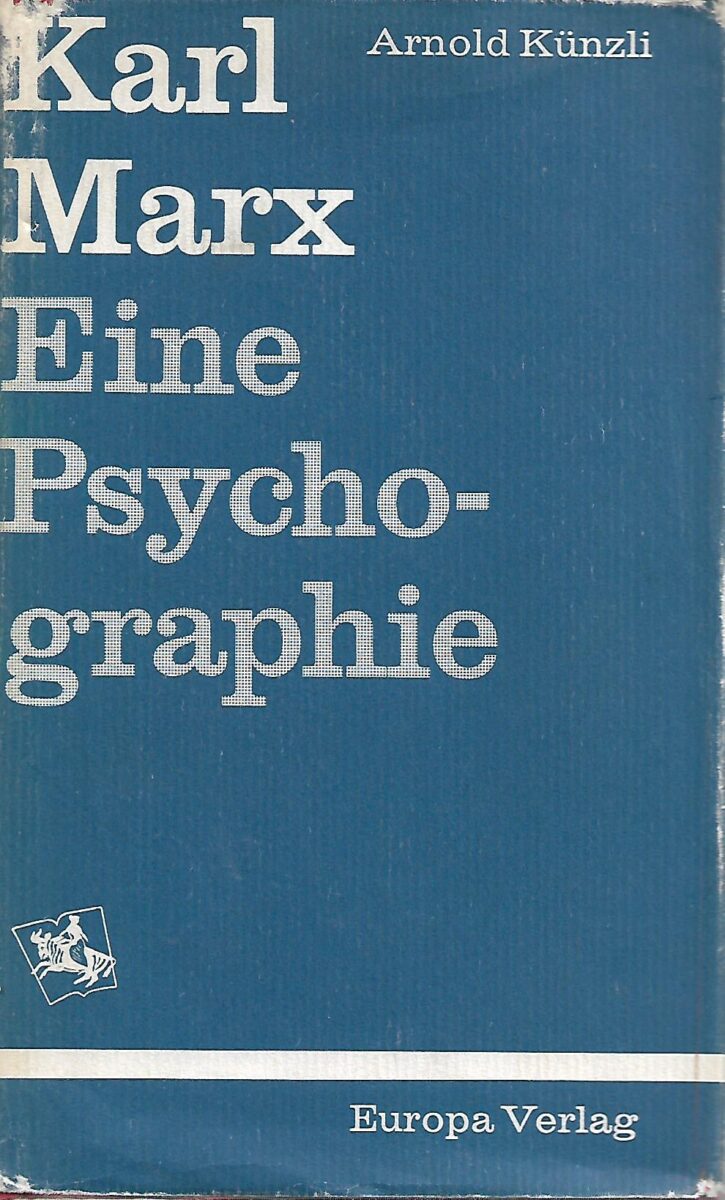 Arnold Künzli
Karl
Marx
Eine
Psycho-
graphie
Europa Verlag